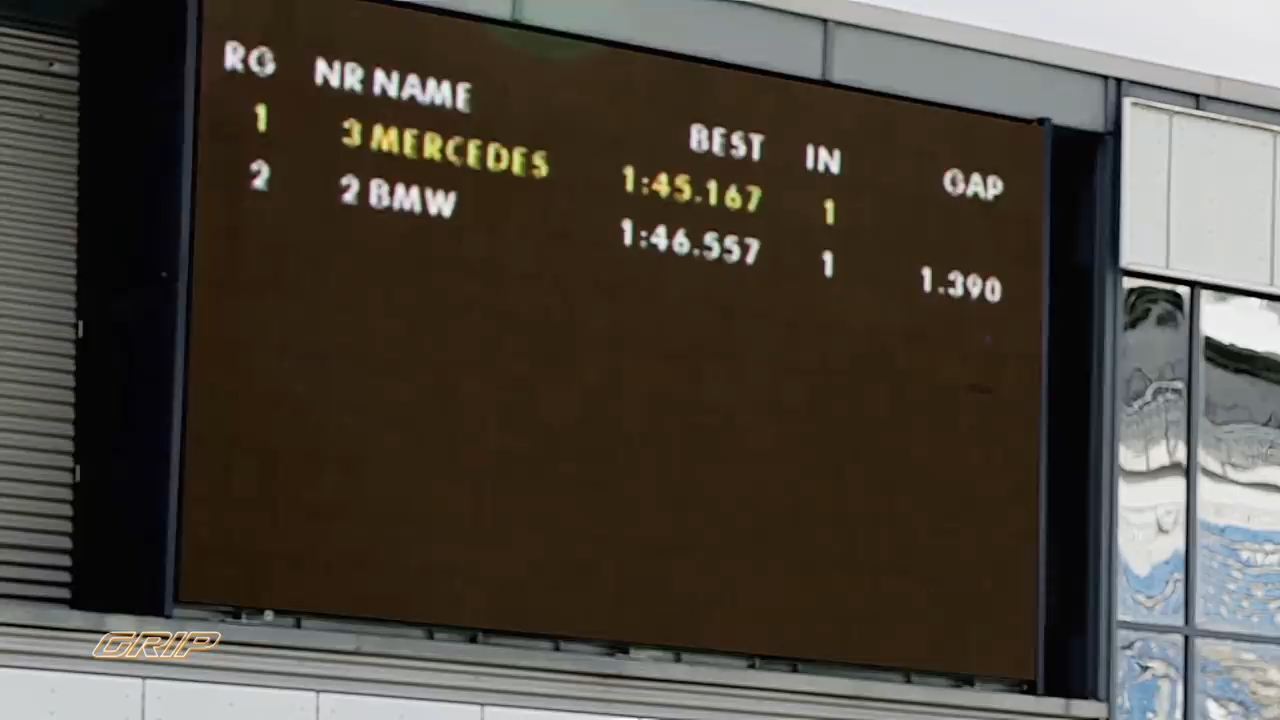 RG NR NAME BEST IN GAP
1 3 MERCEDES 1:45.167 1
2 2 BMW 1:46.557 1 1.390
GRIP